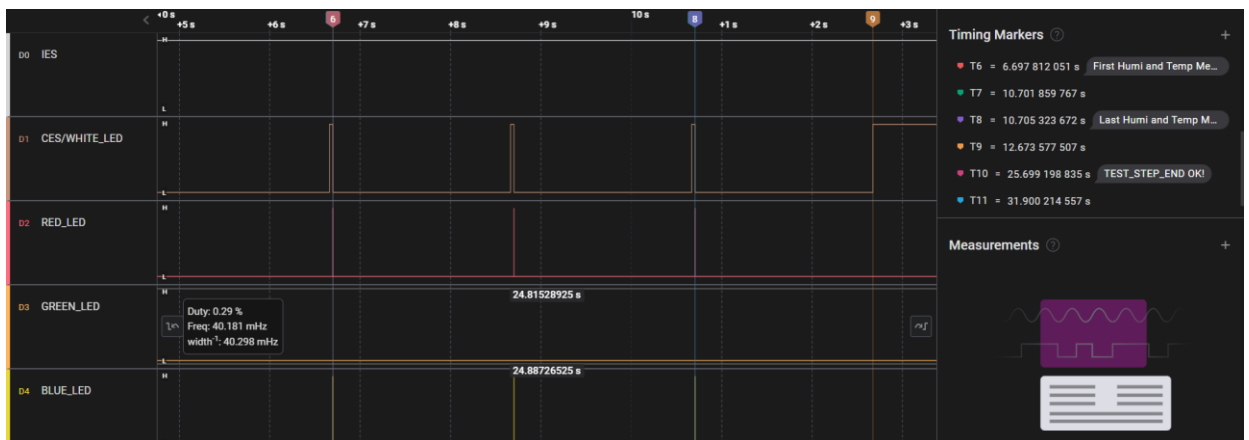 0 s
+5 s
+6 s
6
+7 s
+8 s
+9 s
10 s
8
+1 s
+2 s
9
+3 s
D0 IES
H
L
D1 CES/WHITE_LED
H
L
D2 RED_LED
H
L
D3 GREEN_LED
H
24.81528925 s
Duty: 0.29 %
Freq: 40.181 mHz
width⁻¹: 40.298 mHz
L
24.88726525 s
D4 BLUE_LED
H
Timing Markers ? +
T6 = 6.697 812 051 s First Humi and Temp Me...
T7 = 10.701 859 767 s
T8 = 10.705 323 672 s Last Humi and Temp M...
T9 = 12.673 577 507 s
T10 = 25.699 198 835 s TEST_STEP_END OK!
T11 = 31.900 214 557 s
Measurements ? +